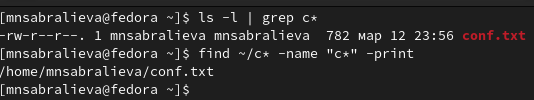 [mnsabralieva@fedora ~]$ ls -l | grep c*
-rw-r--r--. 1 mnsabralieva mnsabralieva  782 мар 12 23:56 conf.txt
[mnsabralieva@fedora ~]$ find ~/c* -name "c*" -print
/home/mnsabralieva/conf.txt
[mnsabralieva@fedora ~]$